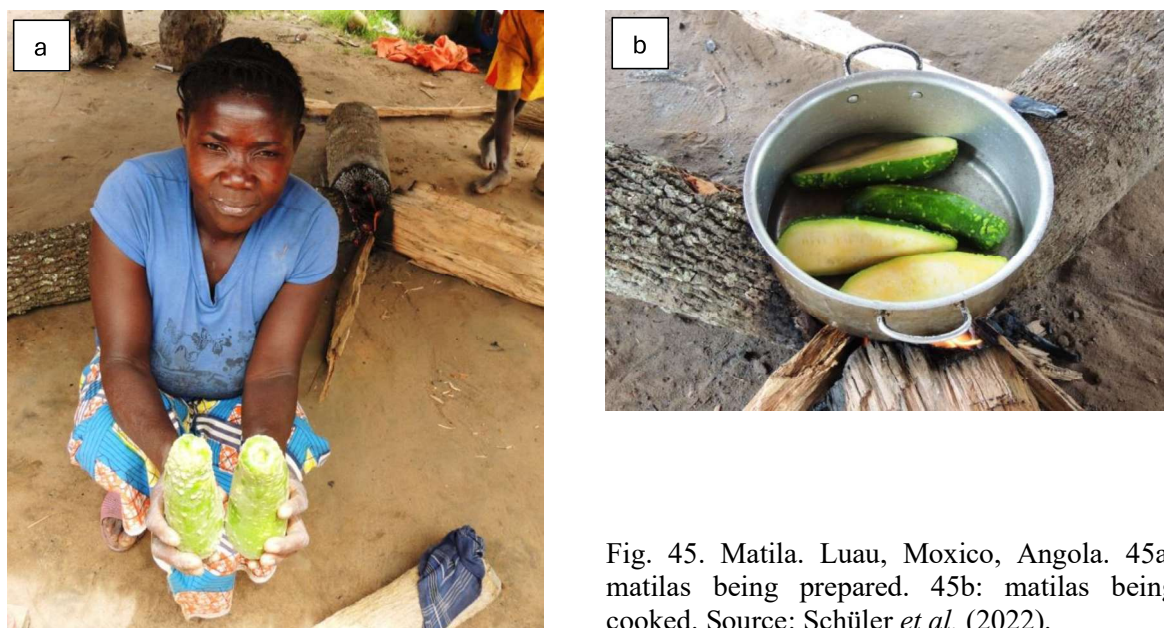 a
b
Fig. 45. Matila. Luau, Moxico, Angola. 45a
matilas being prepared. 45b: matilas being
cooked. Source: Schüler et al. (2022).